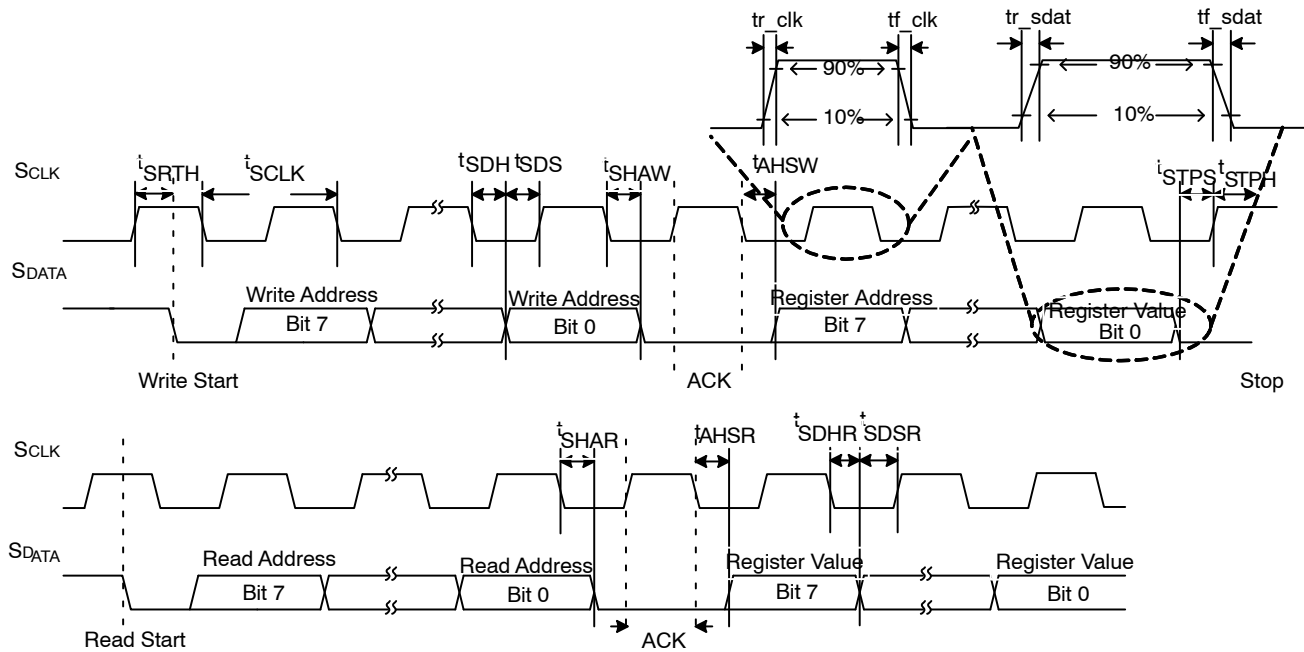 tr_clk tf_clk tr_sdat tf_sdat
90% 90%
10% 10%
SCLK tSRTH tSCLK tSDH tSDS tSHAW tAHSW tSTPS tSTPH
SDATA
Write Address Write Address Register Address Register Value
Bit 7 Bit 0 Bit 7 Bit 0
Write Start ACK Stop
SCLK tSHAR tAHSR tSDHR tSDSR
SDATA
Read Address Read Address Register Value Register Value
Bit 7 Bit 0 Bit 7 Bit 0
Read Start ACK